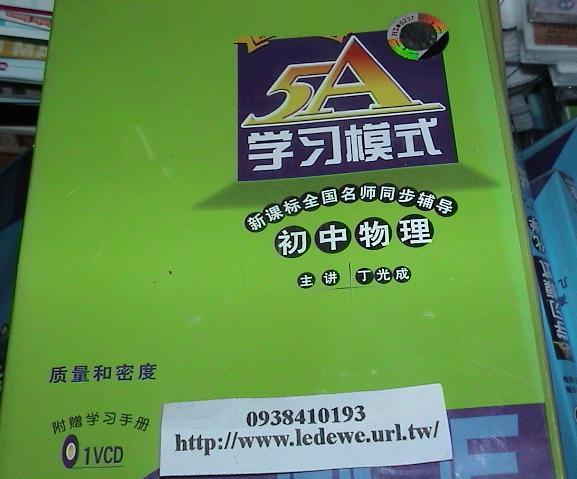 5A
学习模式
新课标全国名师同步辅导
初中物理
主讲 丁光成
质量和密度
附赠学习手册
1VCD
0938410193
http://www.ledewe.url.tw/